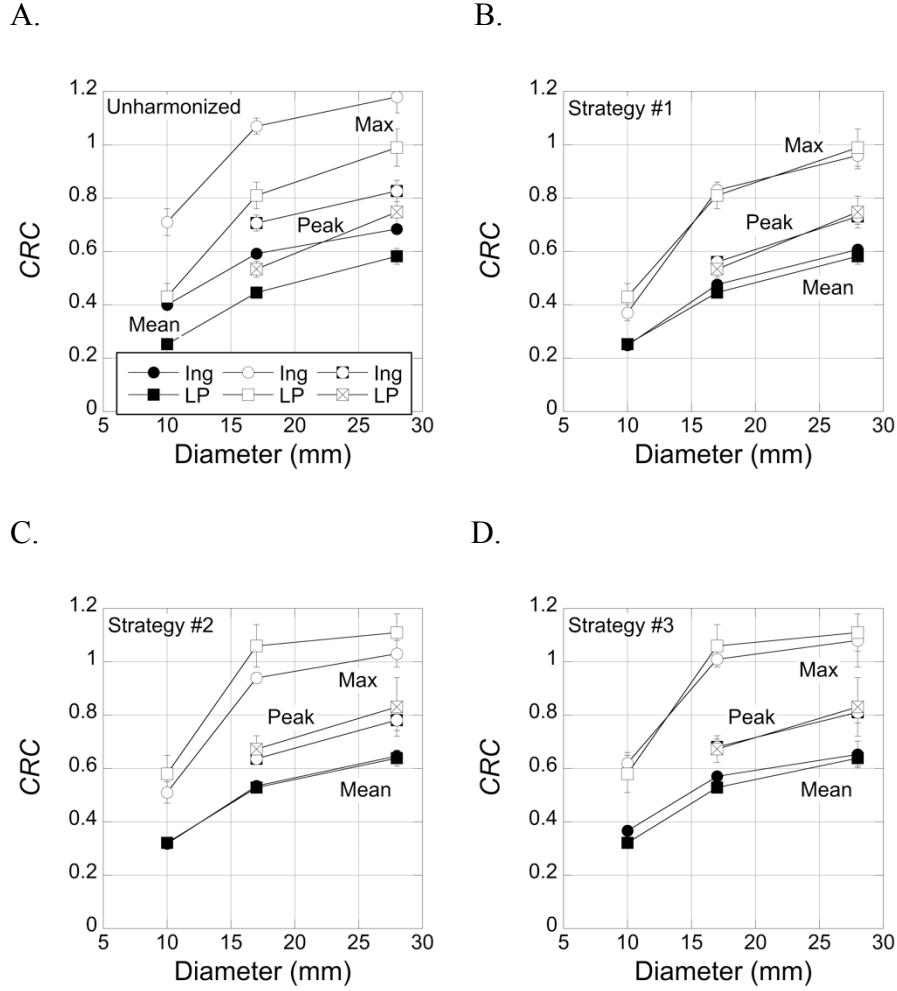 A.
Unharmonized
Max
Peak
Mean
Ing Ing Ing
LP LP LP
CRC
0 0.2 0.4 0.6 0.8 1 1.2
5 10 15 20 25 30
Diameter (mm)
B.
Strategy #1
Max
Peak
Mean
CRC
0 0.2 0.4 0.6 0.8 1 1.2
5 10 15 20 25 30
Diameter (mm)
C.
Strategy #2
Max
Peak
Mean
CRC
0 0.2 0.4 0.6 0.8 1 1.2
5 10 15 20 25 30
Diameter (mm)
D.
Strategy #3
Max
Peak
Mean
CRC
0 0.2 0.4 0.6 0.8 1 1.2
5 10 15 20 25 30
Diameter (mm)